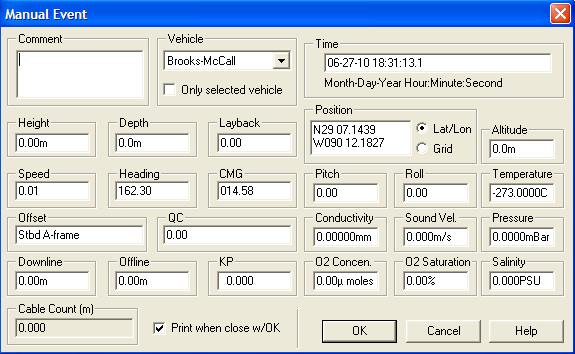 Manual Event
Comment
Vehicle
Brooks-McCall
Only selected vehicle
Time
06-27-10 18:31:13.1
Month-Day-Year Hour:Minute:Second
Height
0.00m
Depth
0.0m
Layback
0.00
Position
N29 07.1439
W090 12.1827
Lat/Lon
Grid
Altitude
0.0m
Speed
0.01
Heading
162.30
CMG
014.58
Pitch
0.00
Roll
0.00
Temperature
-273.0000C
Offset
Stbd A-frame
QC
0.00
Conductivity
0.00000mm
Sound Vel.
0.000m/s
Pressure
0.0000mBar
Downline
0.00m
Offline
0.00m
KP
0.000
O2 Concen.
0.00µ moles
O2 Saturation
0.00%
Salinity
0.000PSU
Cable Count (m)
0.000
Print when close w/OK
OK
Cancel
Help